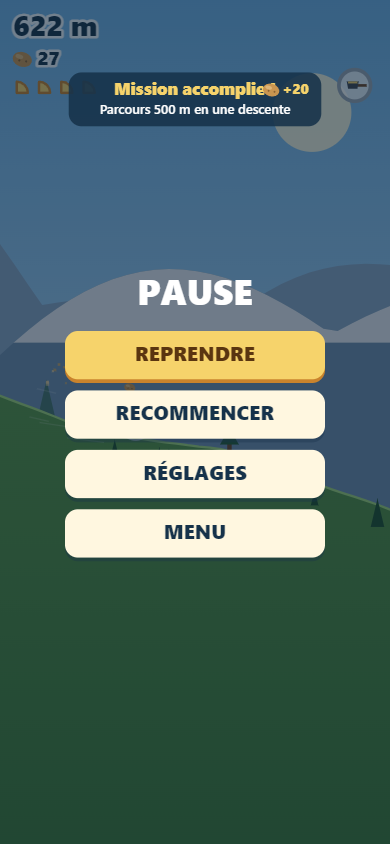 622 m
27
Mission accomplie +20
Parcours 500 m en une descente
PAUSE
REPRENDRE
RECOMMENCER
RÉGLAGES
MENU